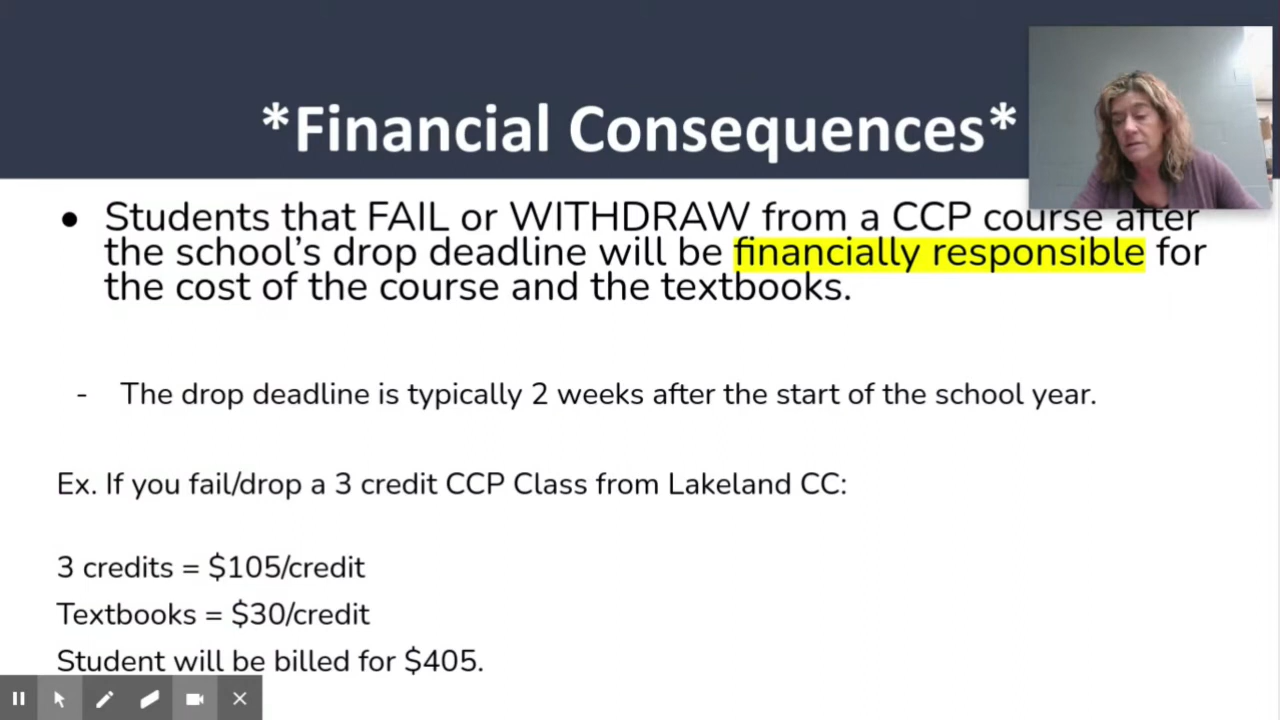 *Financial Consequences*
● Students that FAIL or WITHDRAW from a CCP course after
the school's drop deadline will be financially responsible for
the cost of the course and the textbooks.
- The drop deadline is typically 2 weeks after the start of the school year.
Ex. If you fail/drop a 3 credit CCP Class from Lakeland CC:
3 credits = $105/credit
Textbooks = $30/credit
Student will be billed for $405.